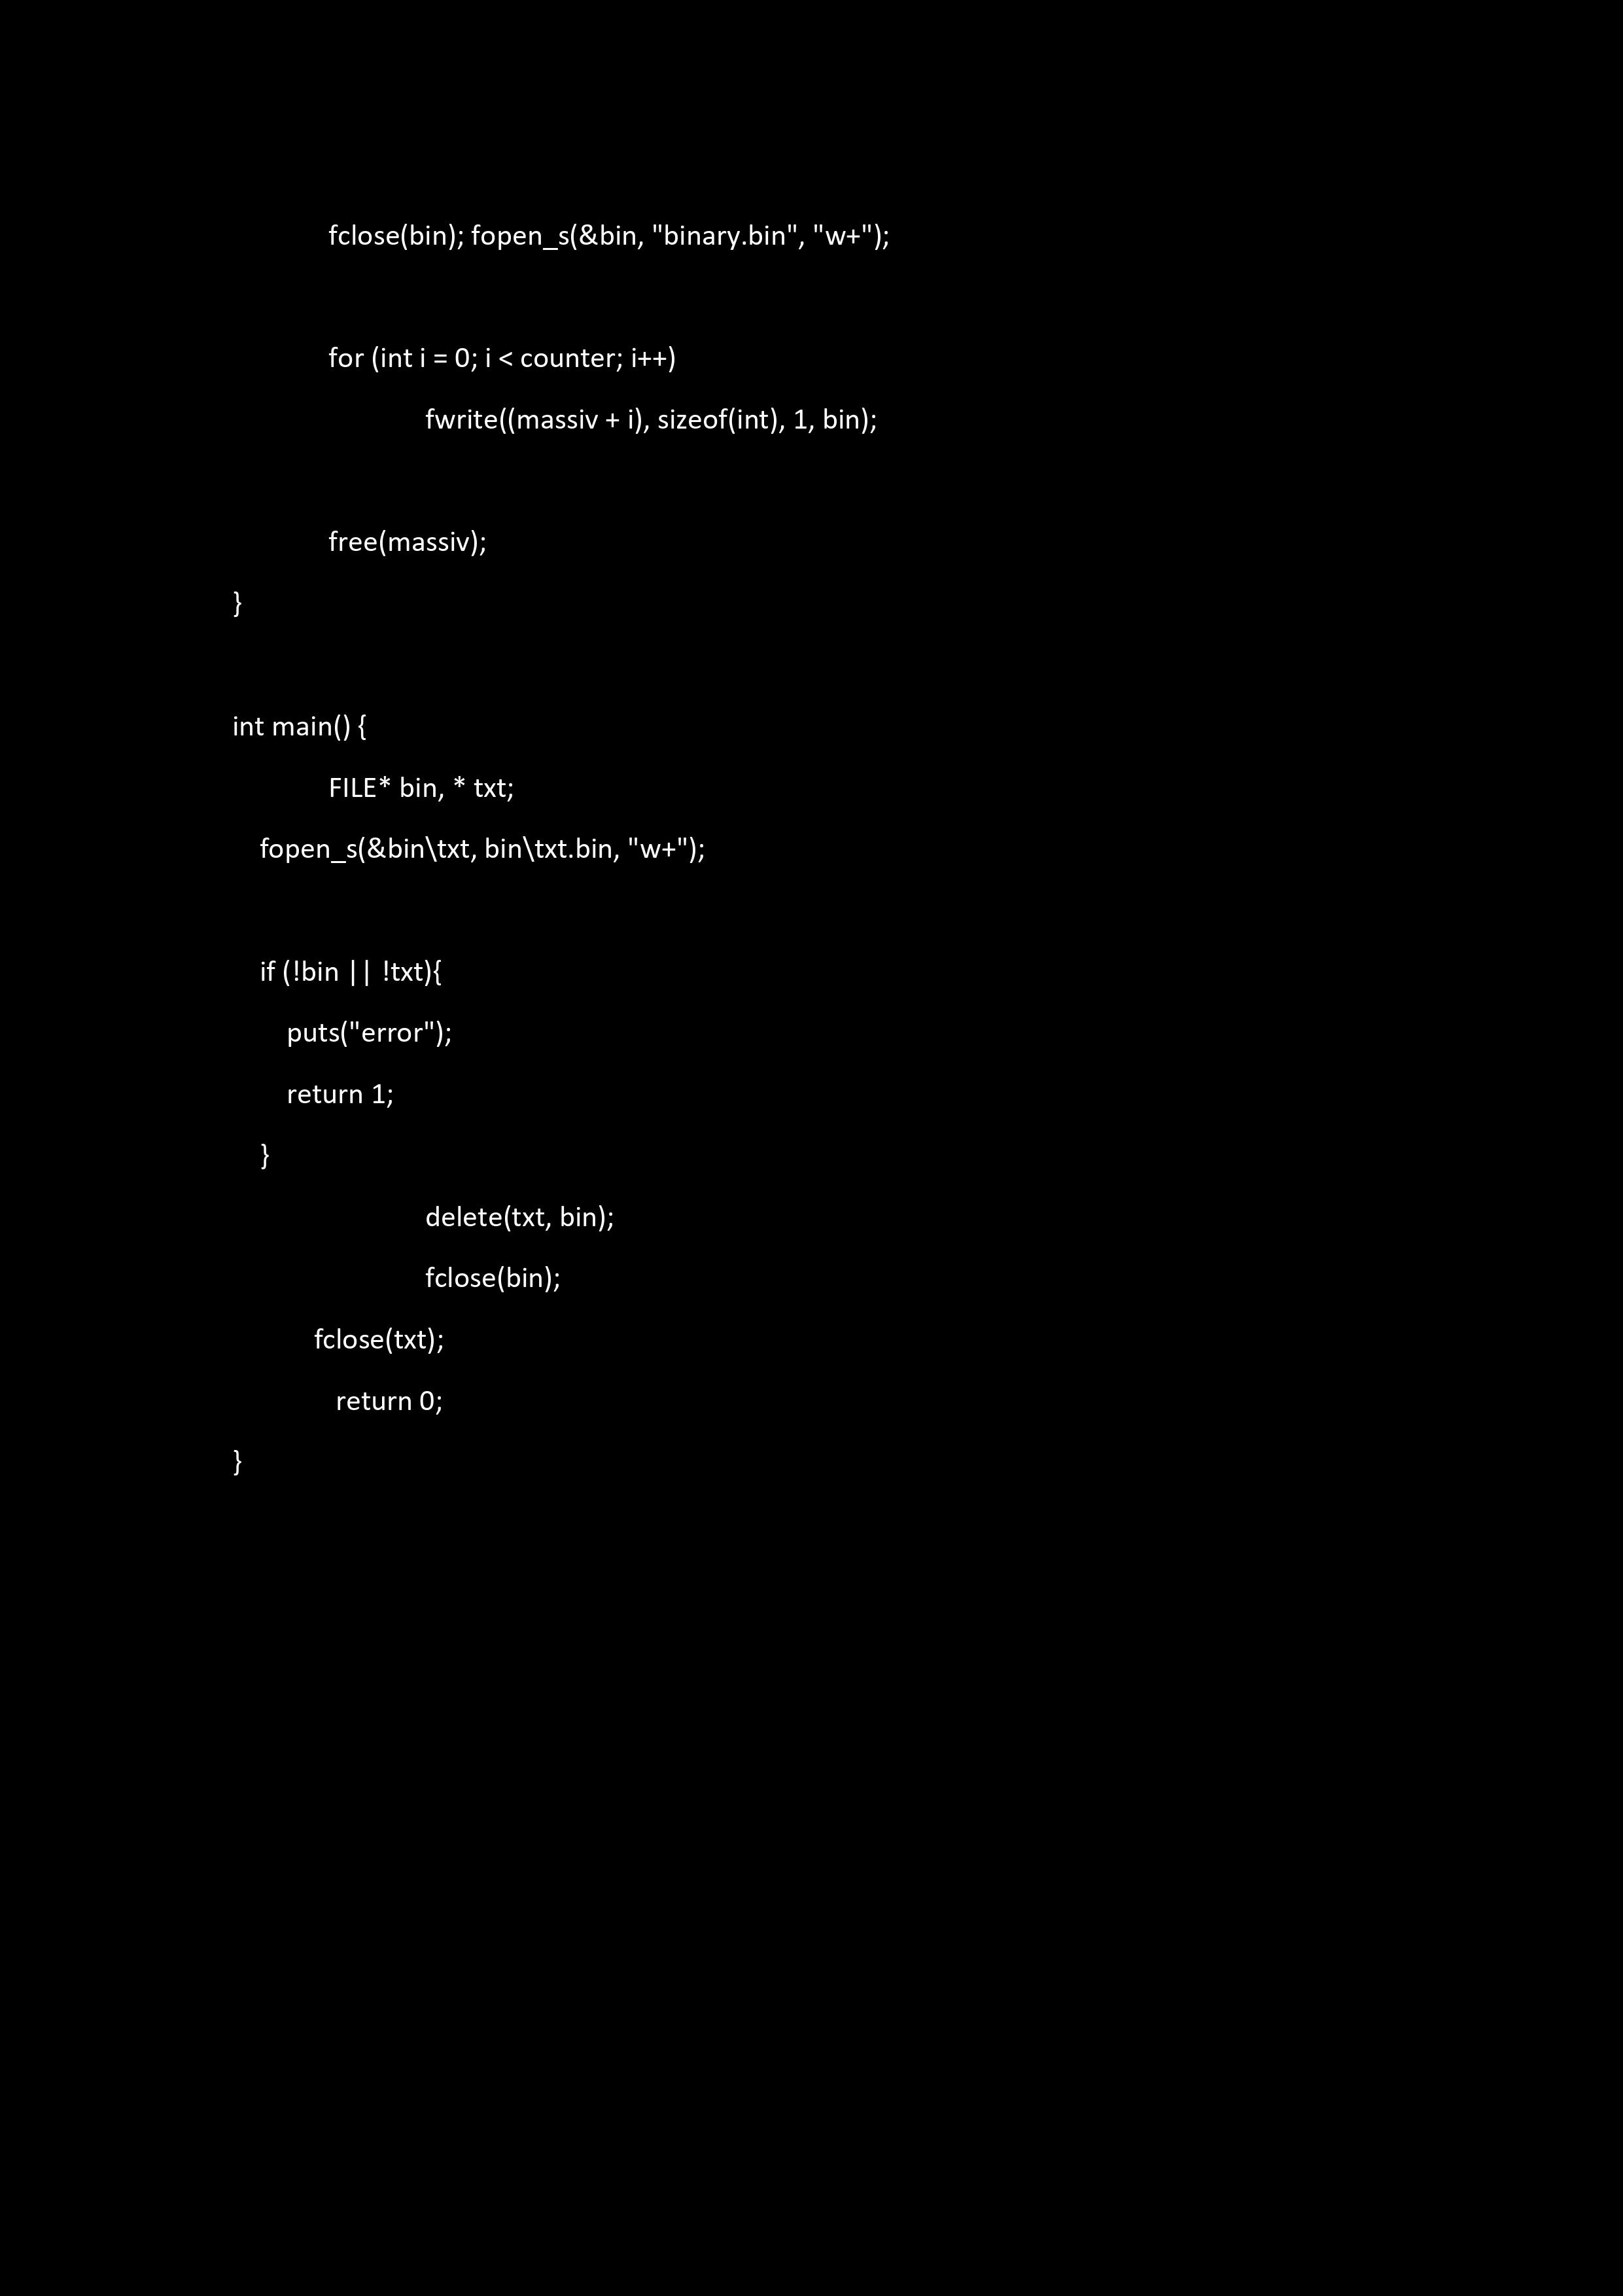 fclose(bin); fopen_s(&bin, "binary.bin", "w+");
for (int i = 0; i < counter; i++)
fwrite((massiv + i), sizeof(int), 1, bin);
free(massiv);
}
int main() {
FILE* bin, * txt;
fopen_s(&bin\txt, bin\txt.bin, "w+");
if (!bin || !txt){
puts("error");
return 1;
}
delete(txt, bin);
fclose(bin);
fclose(txt);
return 0;
}